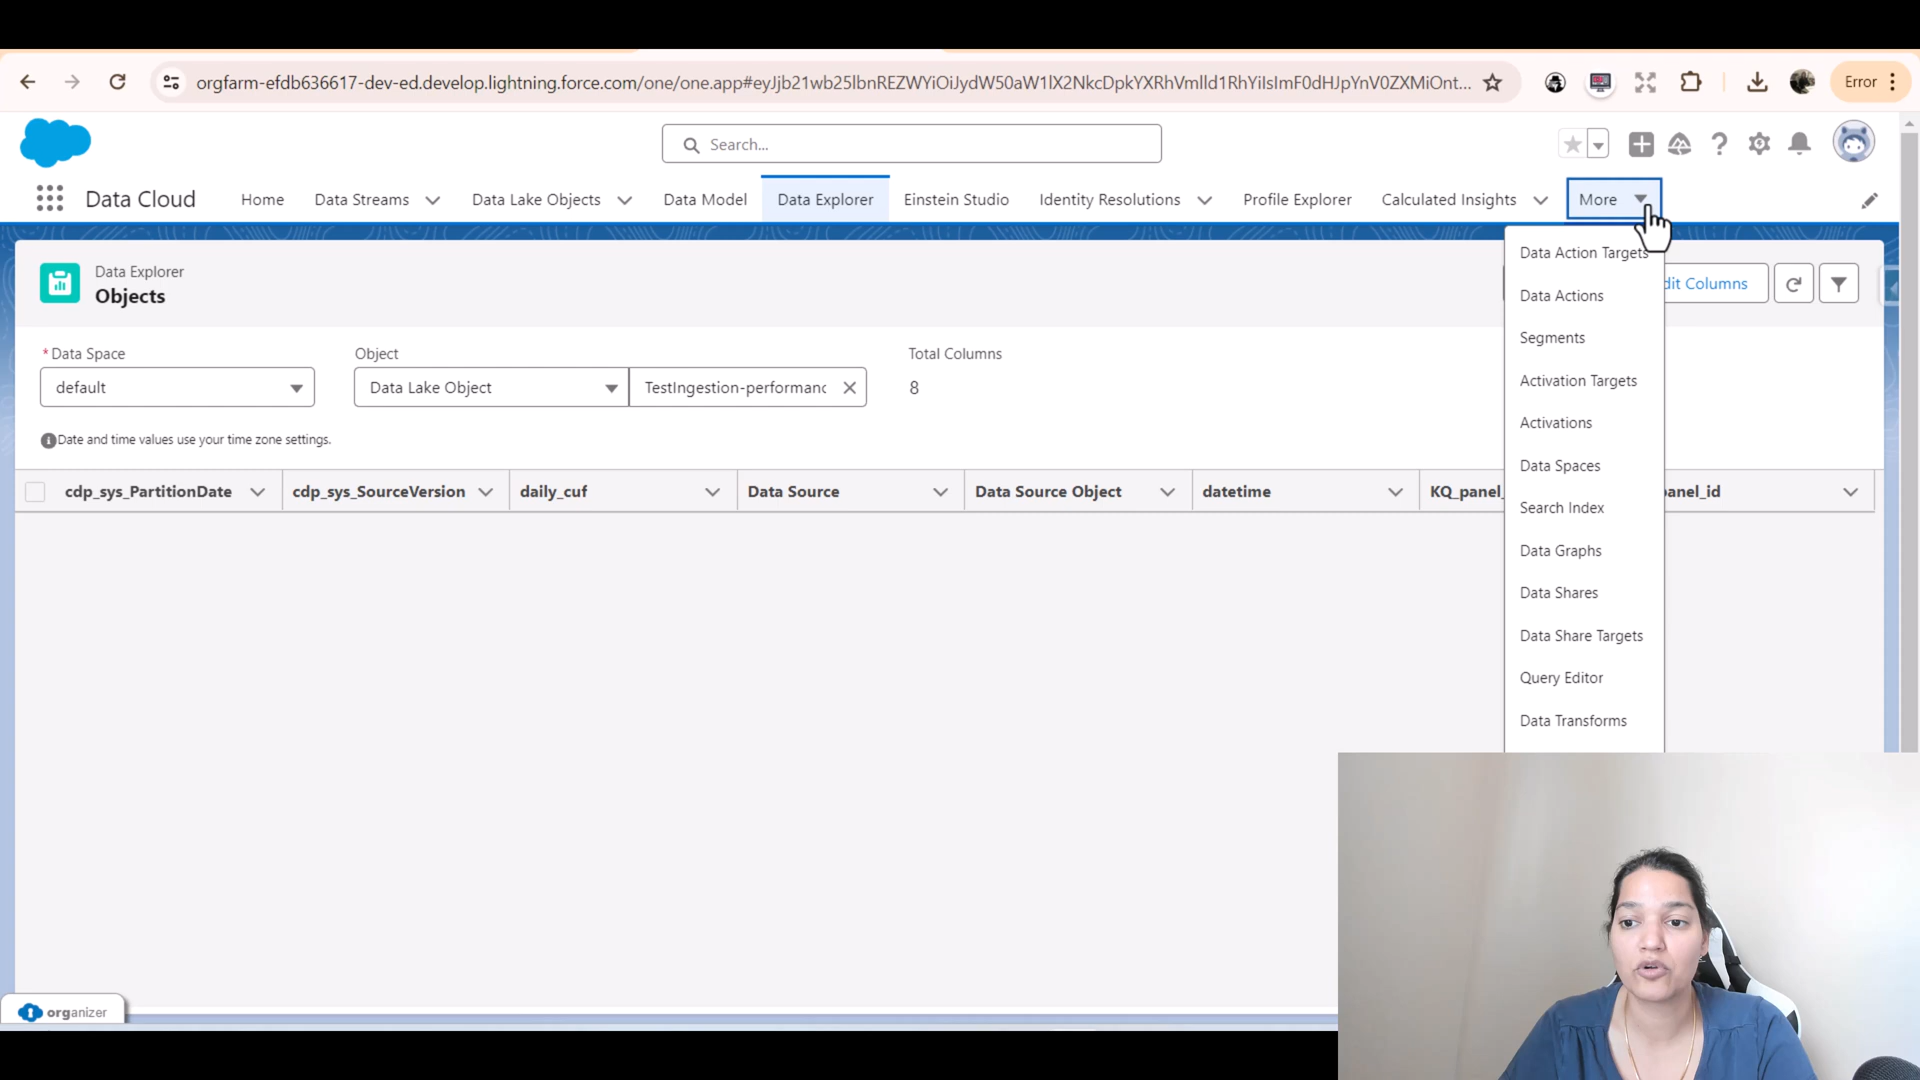 orgfarm-efdb636617-dev-ed.develop.lightning.force.com/one/one.app#eyJjb21wb25lbnREZWYiOiJydW50aW1lX2NkcDpkYXRhVmlld1RhYiIsImF0dHJpYnV0ZXMiOnt...
Error
Search...
Data Cloud
Home
Data Streams
Data Lake Objects
Data Model
Data Explorer
Einstein Studio
Identity Resolutions
Profile Explorer
Calculated Insights
More
Data Explorer
Objects
dit Columns
* Data Space
Object
Total Columns
default
Data Lake Object
TestIngestion-performanc
8
Date and time values use your time zone settings.
cdp_sys_PartitionDate
cdp_sys_SourceVersion
daily_cuf
Data Source
Data Source Object
datetime
KQ_panel_
anel_id
Data Action Targets
Data Actions
Segments
Activation Targets
Activations
Data Spaces
Search Index
Data Graphs
Data Shares
Data Share Targets
Query Editor
Data Transforms
organizer